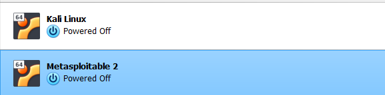 64
Kali Linux
Powered Off
64
Metasploitable 2
Powered Off